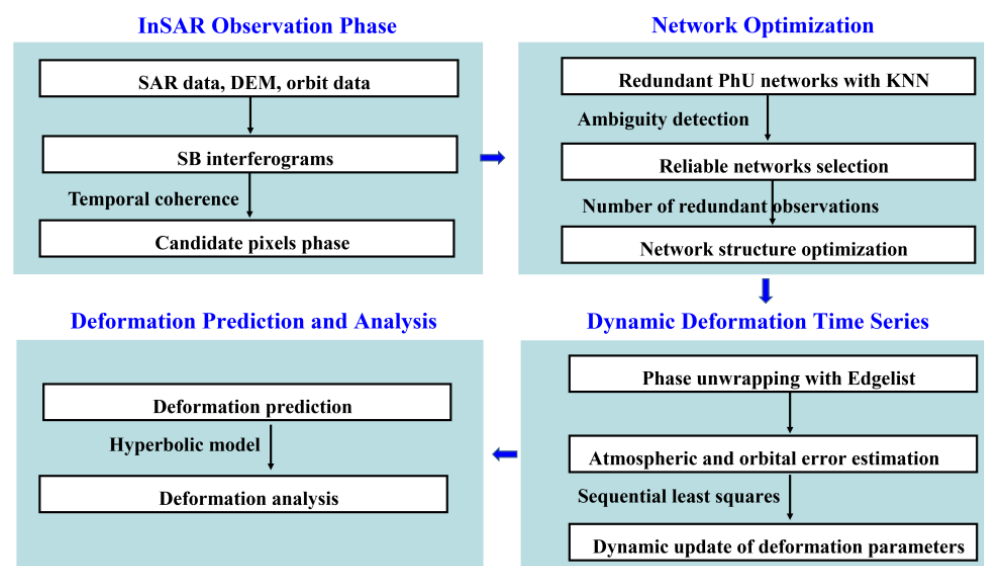 InSAR Observation Phase
SAR data, DEM, orbit data
SB interferograms
Temporal coherence
Candidate pixels phase
Network Optimization
Redundant PhU networks with KNN
Ambiguity detection
Reliable networks selection
Number of redundant observations
Network structure optimization
Dynamic Deformation Time Series
Phase unwrapping with Edgelist
Atmospheric and orbital error estimation
Sequential least squares
Dynamic update of deformation parameters
Deformation Prediction and Analysis
Deformation prediction
Hyperbolic model
Deformation analysis